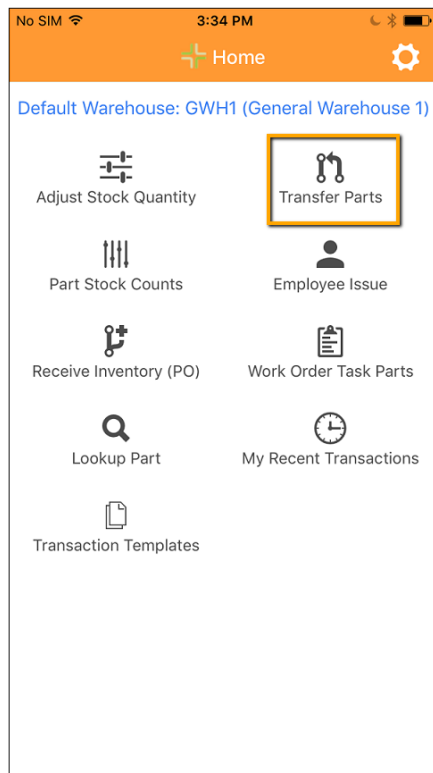 No SIM 3:34 PM
Home
Default Warehouse: GWH1 (General Warehouse 1)
Adjust Stock Quantity Transfer Parts
Part Stock Counts Employee Issue
Receive Inventory (PO) Work Order Task Parts
Lookup Part My Recent Transactions
Transaction Templates